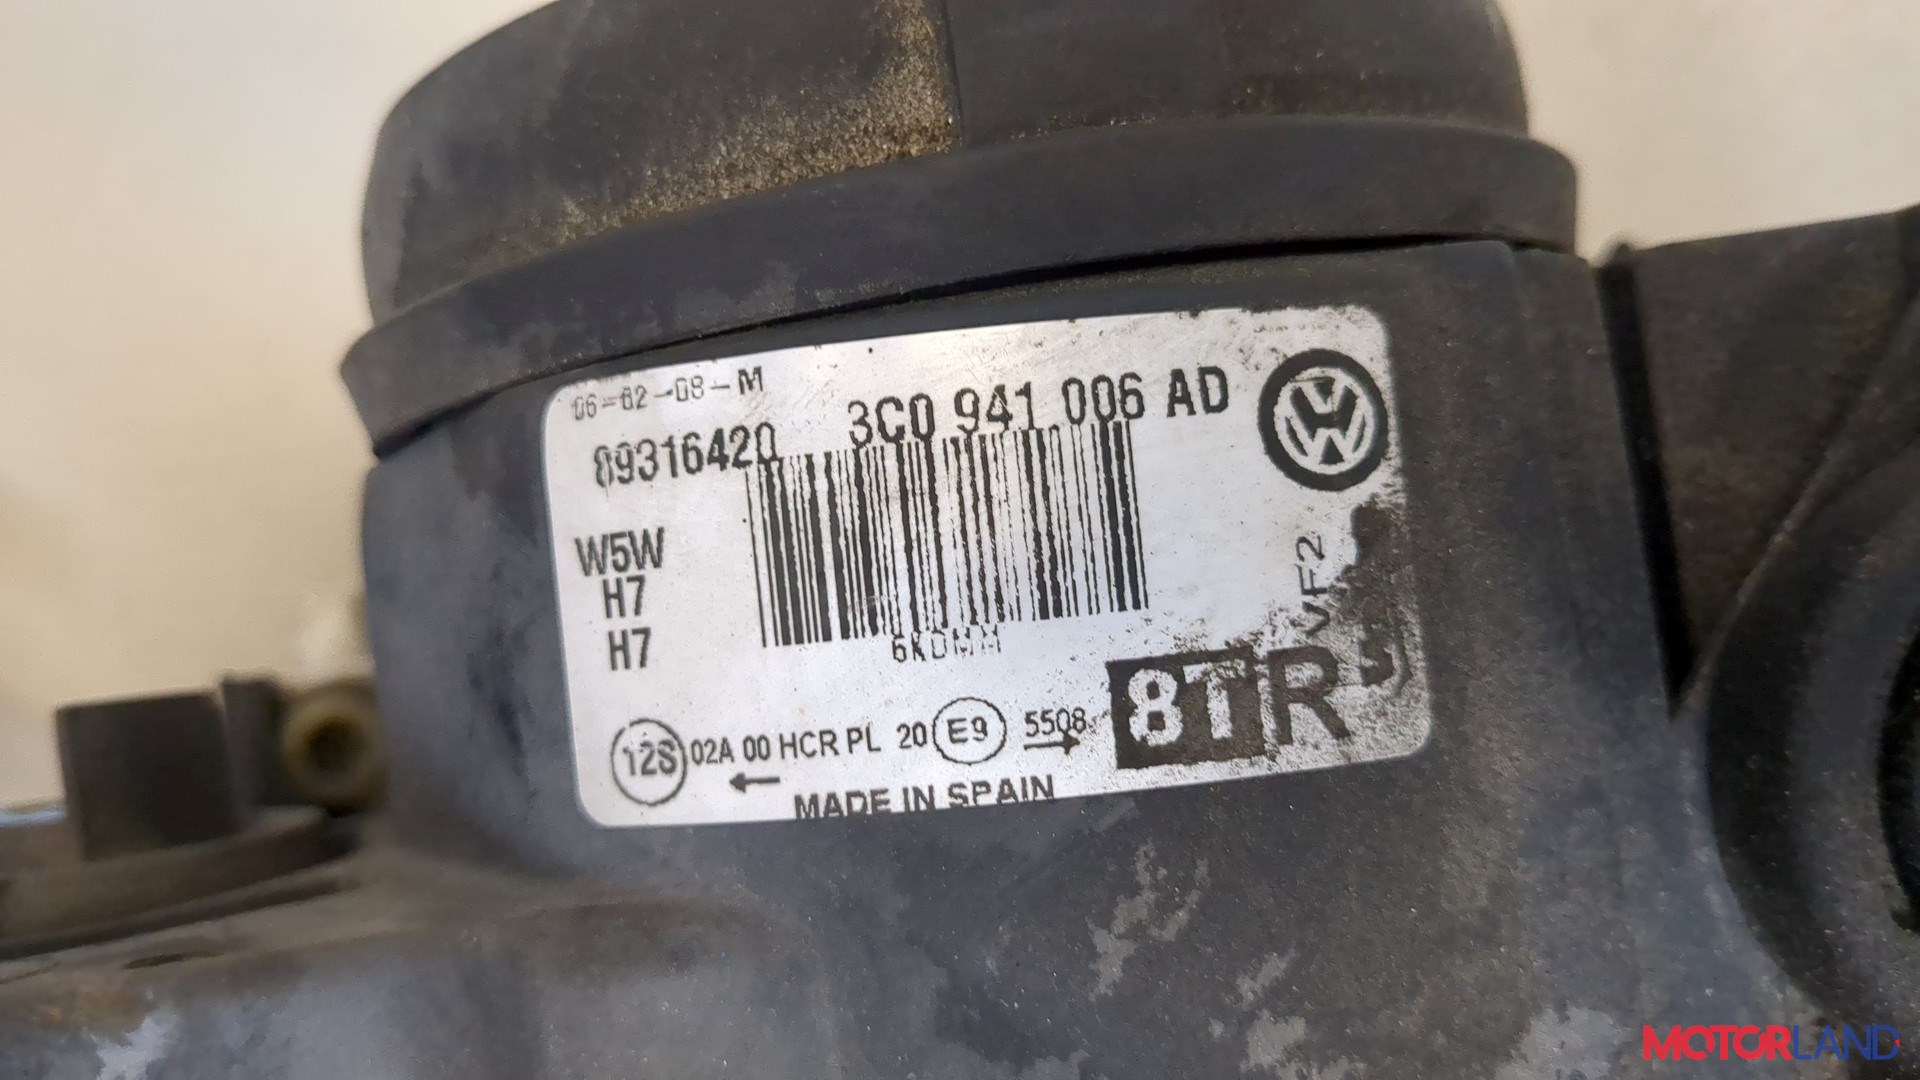 06-02-08-M
89316420 3C0 941 006 AD
W5W
H7
H7
VF2
8TR
12S 02A 00 HCR PL 20 E9 5508
MADE IN SPAIN
MOTORLAND